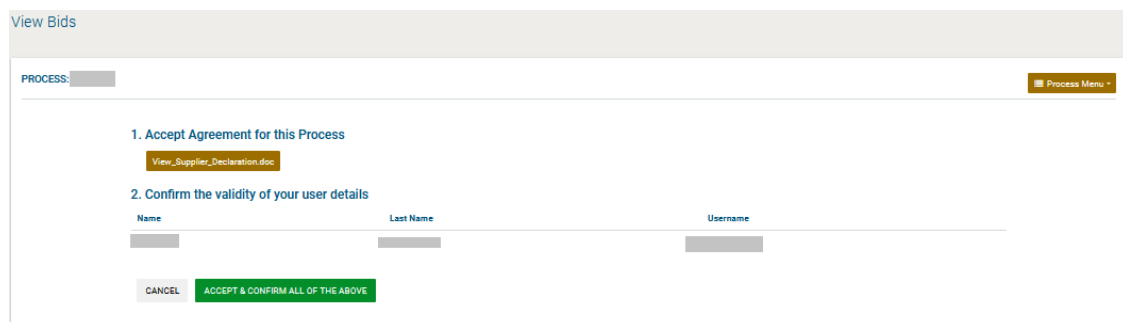 View Bids
PROCESS:
Process Menu
1. Accept Agreement for this Process
View_Supplier_Declaration.doc
2. Confirm the validity of your user details
Name Last Name Username
CANCEL ACCEPT & CONFIRM ALL OF THE ABOVE